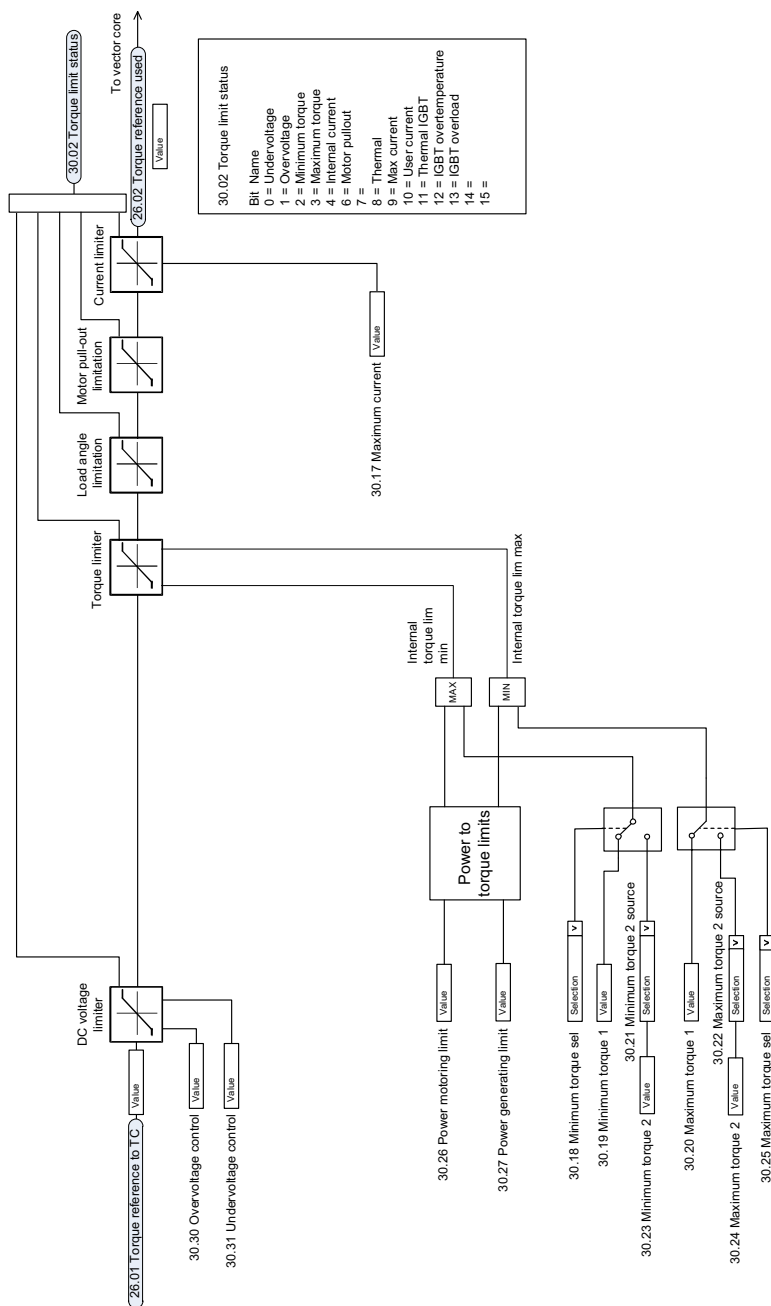 26.01 Torque reference to TC
Value
30.30 Overvoltage control
Value
30.31 Undervoltage control
Value
DC voltage
limiter
Torque limiter
Load angle
limitation
Motor pull-out
limitation
Current limiter
30.02 Torque limit status
26.02 Torque reference used
To vector core
Value
30.17 Maximum current
Value
30.26 Power motoring limit
Value
30.27 Power generating limit
Value
Power to
torque limits
MAX
MIN
Internal
torque lim
min
Internal torque lim max
30.18 Minimum torque sel
Selection
v
30.19 Minimum torque 1
Value
30.21 Minimum torque 2 source
Selection
v
30.23 Minimum torque 2
Value
30.20 Maximum torque 1
Value
30.22 Maximum torque 2 source
Selection
v
30.24 Maximum torque 2
Value
30.25 Maximum torque sel
Selection
v
30.02 Torque limit status
Bit Name
0 = Undervoltage
1 = Overvoltage
2 = Minimum torque
3 = Maximum torque
4 = Internal current
6 = Motor pullout
7 =
8 = Thermal
9 = Max current
10 = User current
11 = Thermal IGBT
12 = IGBT overtemperature
13 = IGBT overload
14 =
15 =